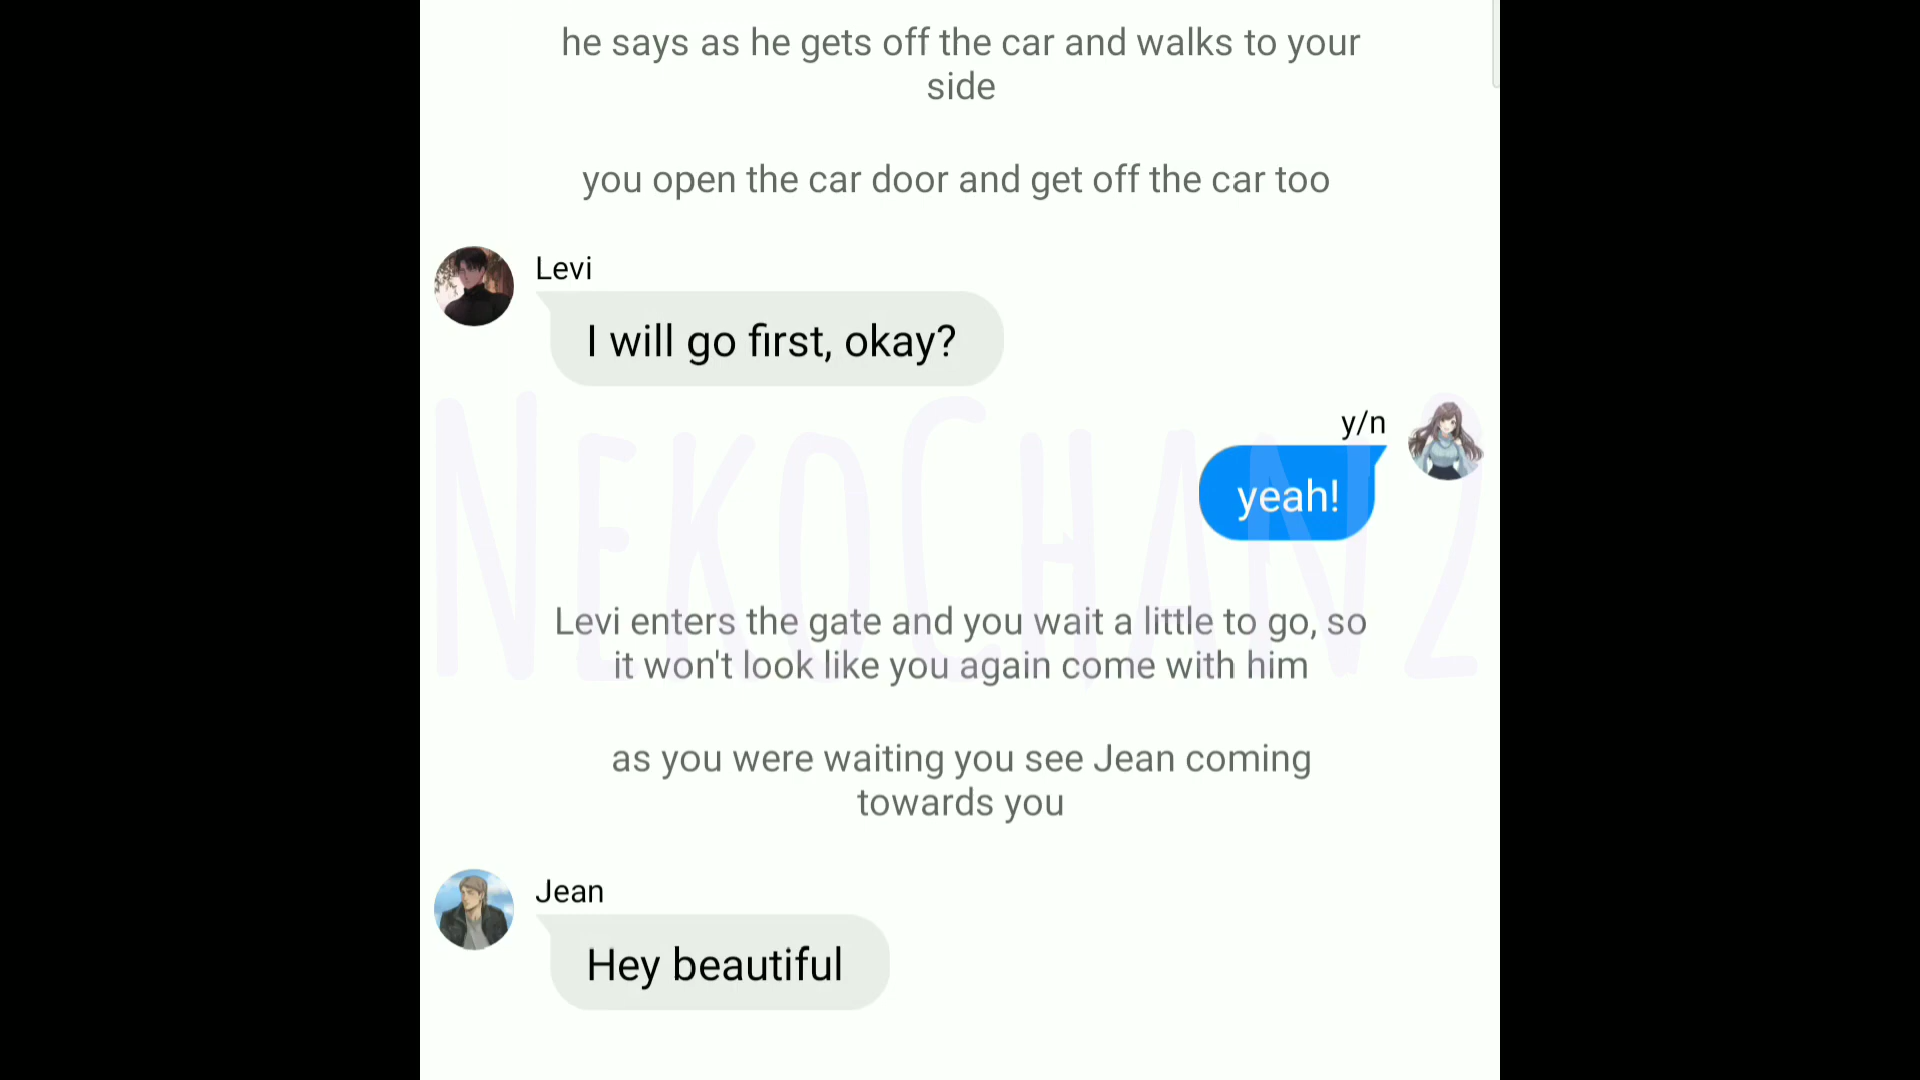 he says as he gets off the car and walks to your
side
you open the car door and get off the car too
Levi
I will go first, okay?
y/n
yeah!
NEKOCHAN2
Levi enters the gate and you wait a little to go, so
it won't look like you again come with him
as you were waiting you see Jean coming
towards you
Jean
Hey beautiful